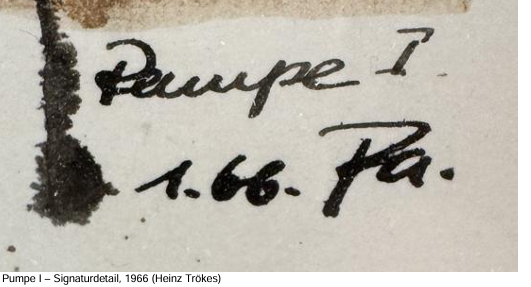 Pumpe I
1.66. Pa.
Pumpe I – Signaturdetail, 1966 (Heinz Trökes)